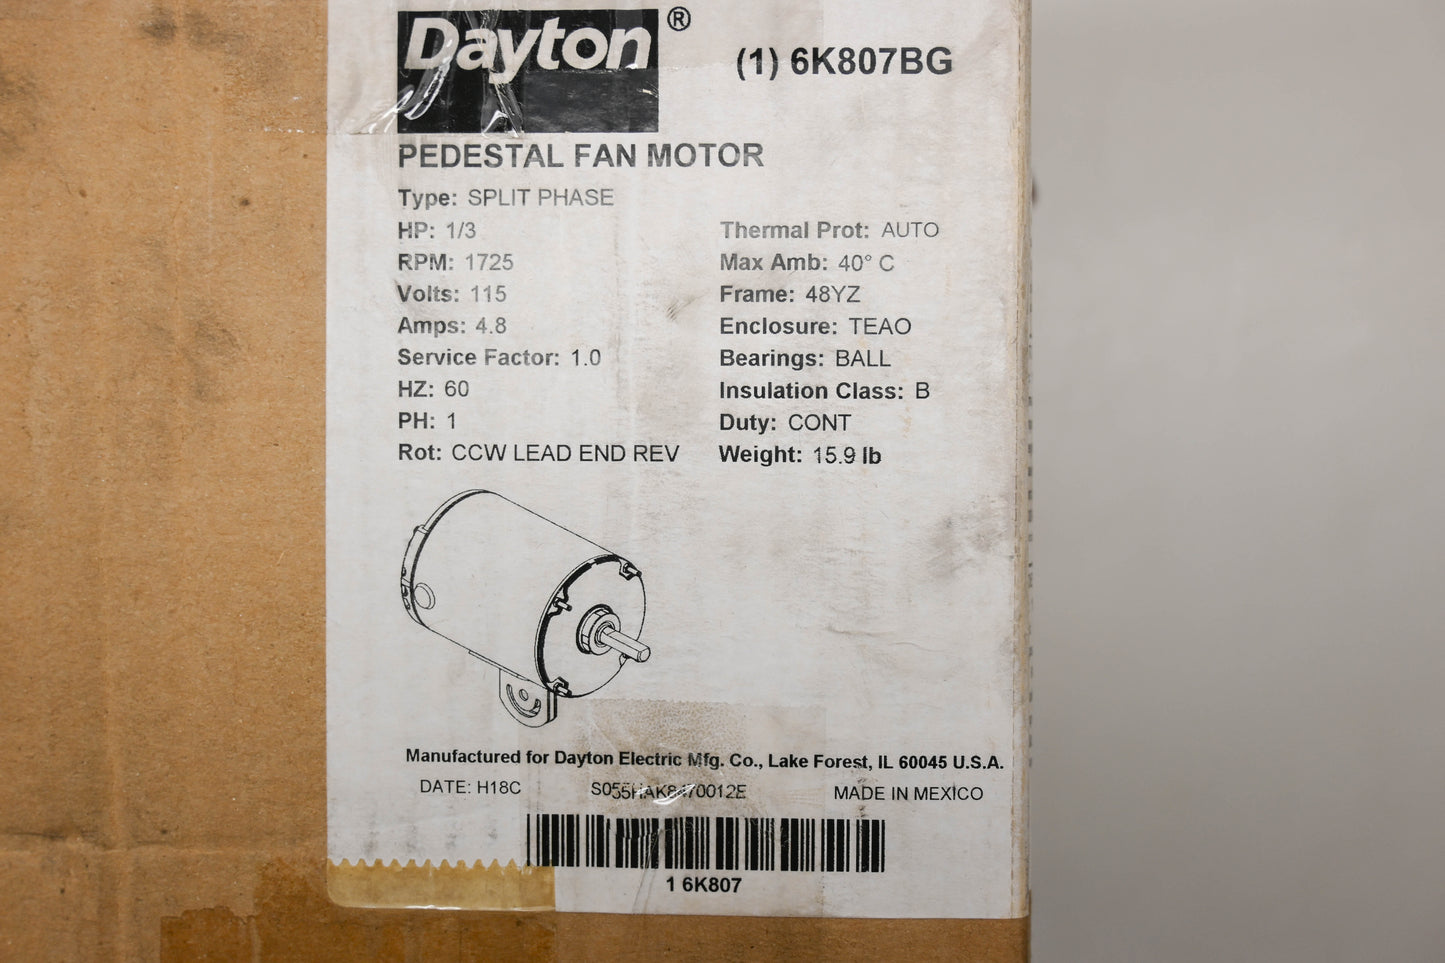 Dayton®
(1) 6K807BG
PEDESTAL FAN MOTOR
Type: SPLIT PHASE
HP: 1/3
RPM: 1725
Volts: 115
Amps: 4.8
Service Factor: 1.0
HZ: 60
PH: 1
Rot: CCW LEAD END REV
Thermal Prot: AUTO
Max Amb: 40° C
Frame: 48YZ
Enclosure: TEAO
Bearings: BALL
Insulation Class: B
Duty: CONT
Weight: 15.9 lb
Manufactured for Dayton Electric Mfg. Co., Lake Forest, IL 60045 U.S.A.
DATE: H18C
S055HAK8470012E
MADE IN MEXICO
1 6K807